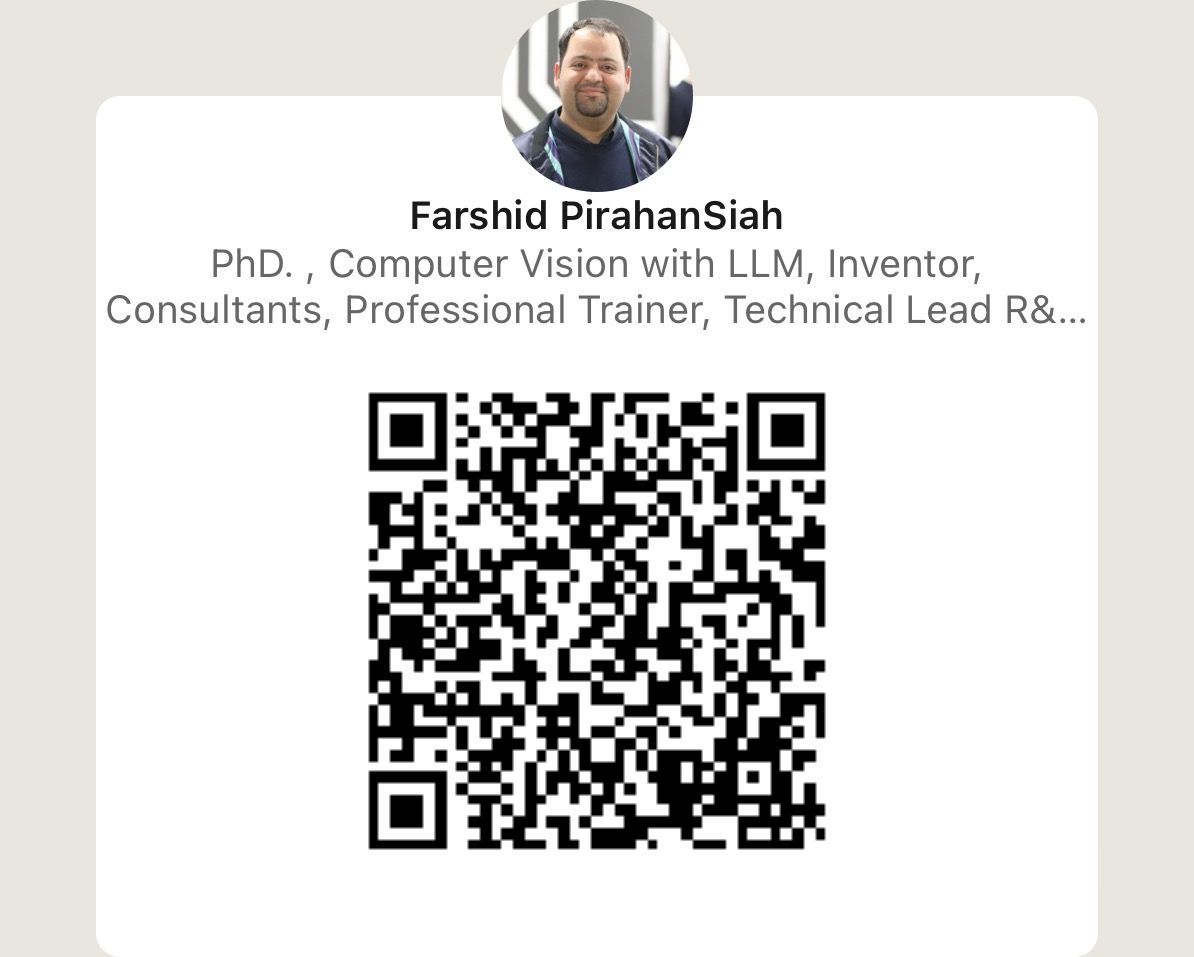 Farshid PirahanSiah
PhD. , Computer Vision with LLM, Inventor,
Consultants, Professional Trainer, Technical Lead R&...